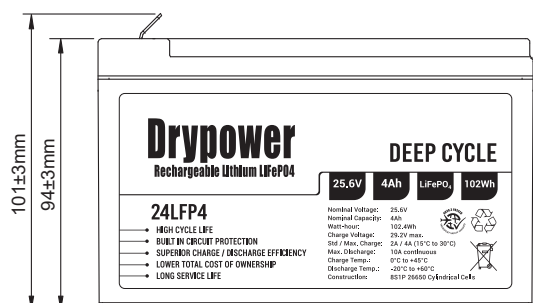 101±3mm
94±3mm
Drypower
Rechargeable Lithium LiFePO4
DEEP CYCLE
25.6V 4Ah LiFePO₄ 102Wh
24LFP4
HIGH CYCLE LIFE
BUILT IN CIRCUIT PROTECTION
SUPERIOR CHARGE / DISCHARGE EFFICIENCY
LOWER TOTAL COST OF OWNERSHIP
LONG SERVICE LIFE
Nominal Voltage: 25.6V
Nominal Capacity: 4Ah
Watt-hour: 102.4Wh
Charge Voltage: 29.2V max.
Std / Max. Charge: 2A / 4A (15°C to 30°C)
Max. Discharge: 10A continuous
Charge Temp.: 0°C to +45°C
Discharge Temp.: -20°C to +60°C
Construction: 8S1P 26650 Cylindrical Cells